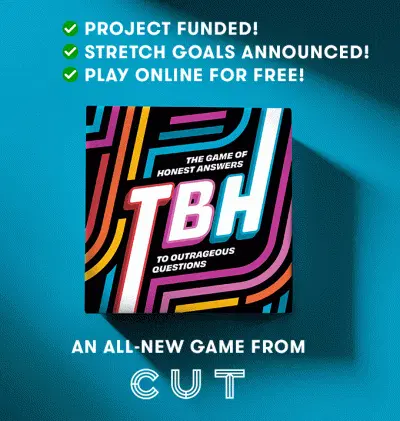 PROJECT FUNDED!
STRETCH GOALS ANNOUNCED!
PLAY ONLINE FOR FREE!
THE GAME OF
HONEST ANSWERS
TBH
TO OUTRAGEOUS
QUESTIONS
AN ALL-NEW GAME FROM
CUT